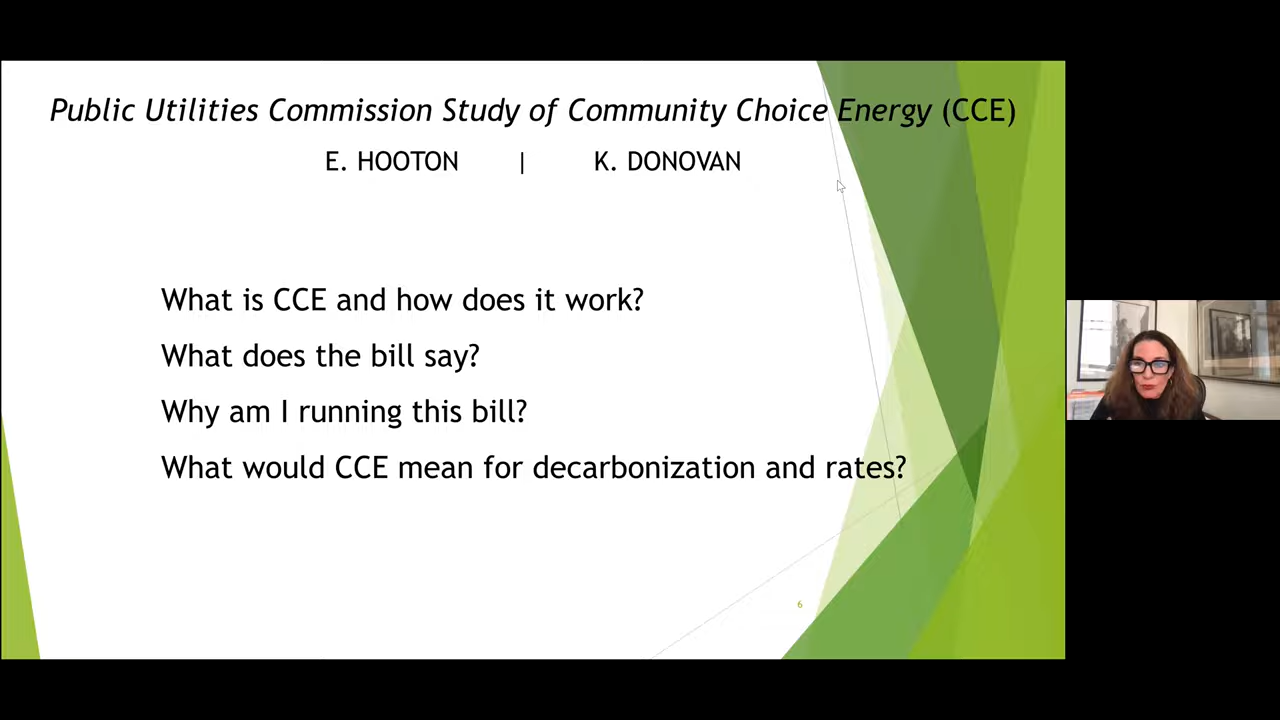 Public Utilities Commission Study of Community Choice Energy (CCE)
E. HOOTON | K. DONOVAN
What is CCE and how does it work?
What does the bill say?
Why am I running this bill?
What would CCE mean for decarbonization and rates?
6